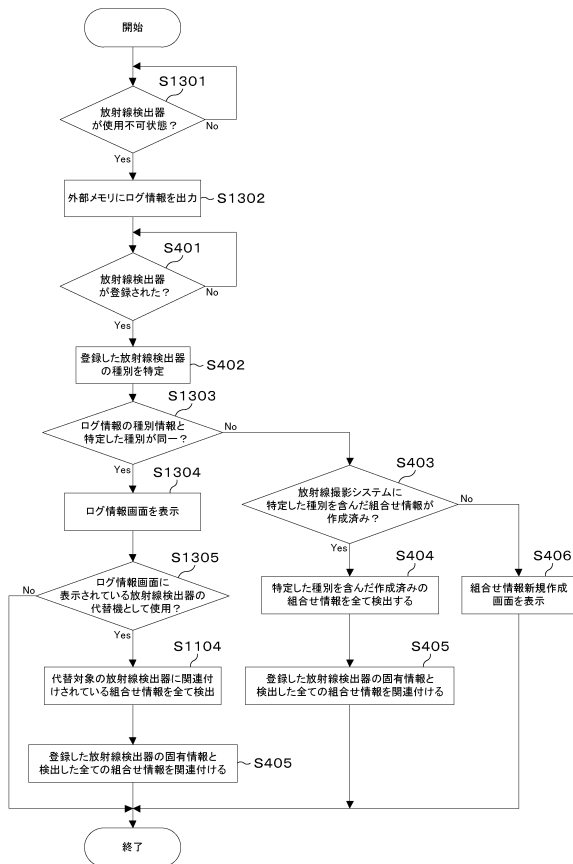 開始
S1301
放射線検出器
が使用不可状態？
No
Yes
外部メモリにログ情報を出力
S1302
S401
放射線検出器
が登録された？
No
Yes
登録した放射線検出器
の種別を特定
S402
S1303
ログ情報の種別情報と
特定した種別が同一？
No
Yes
S1304
ログ情報画面を表示
S403
放射線撮影システムに
特定した種別を含んだ組合せ情報が
作成済み？
No
Yes
S1305
ログ情報画面に
表示されている放射線検出器の
代替機として使用？
No
Yes
S404
特定した種別を含んだ作成済みの
組合せ情報を全て検出する
S406
組合せ情報新規作成
画面を表示
S1104
代替対象の放射線検出器に関連付
けされている組合せ情報を全て検出
S405
登録した放射線検出器の固有情報と
検出した全ての組合せ情報を関連付ける
登録した放射線検出器の固有情報と
検出した全ての組合せ情報を関連付ける
S405
終了